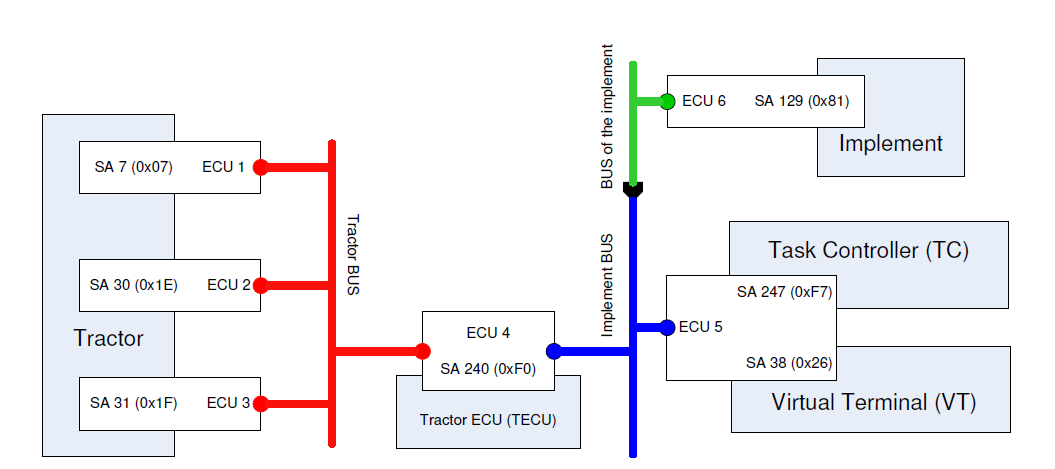 SA 7 (0x07) ECU 1
SA 30 (0x1E) ECU 2
Tractor
SA 31 (0x1F) ECU 3
Tractor BUS
ECU 4
SA 240 (0xF0)
Tractor ECU (TECU)
BUS of the implement
Implement BUS
ECU 6 SA 129 (0x81)
Implement
Task Controller (TC)
SA 247 (0xF7)
ECU 5
SA 38 (0x26)
Virtual Terminal (VT)